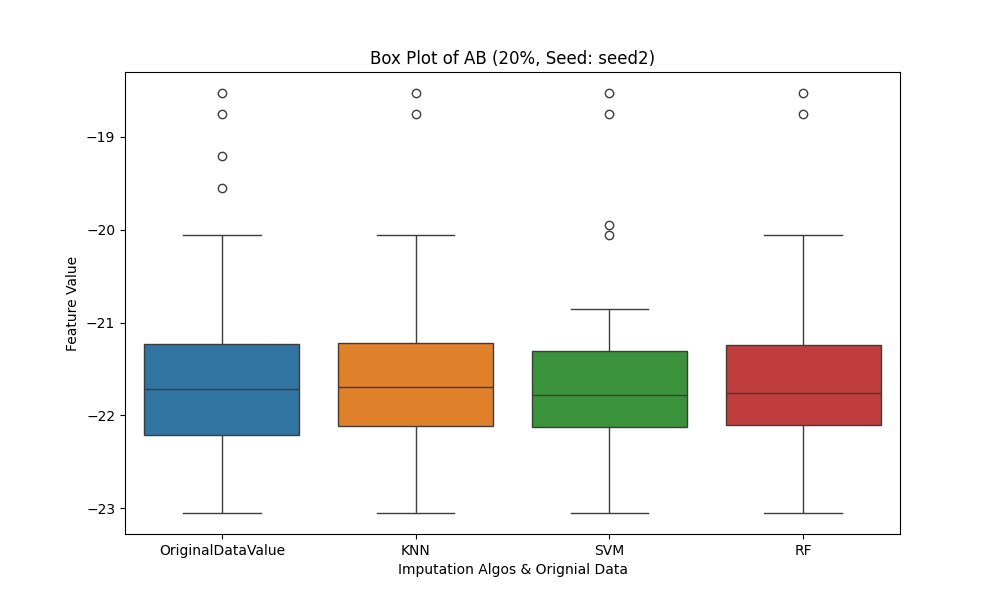 Box Plot of AB (20%, Seed: seed2)
−19
−20
−21
−22
−23
Feature Value
OriginalDataValue
KNN
SVM
RF
Imputation Algos & Orignial Data